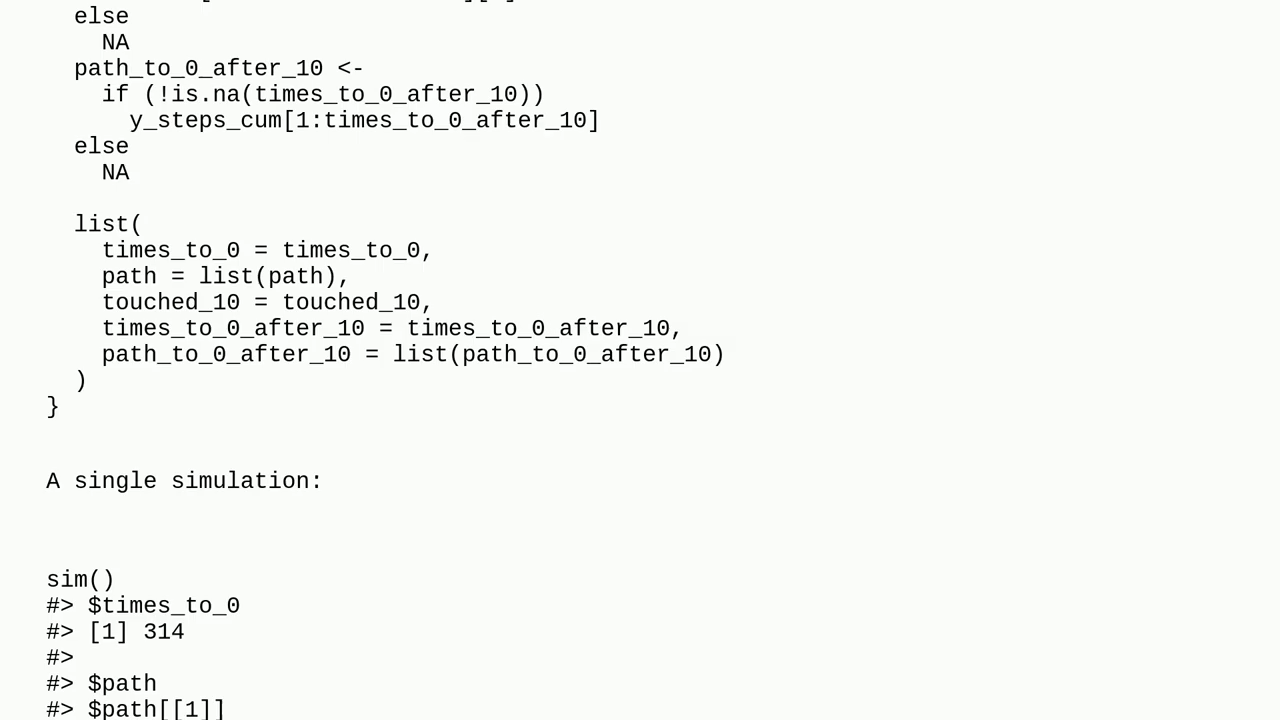 else
NA
path_to_0_after_10 <-
if (!is.na(times_to_0_after_10))
y_steps_cum[1:times_to_0_after_10]
else
NA
list(
times_to_0 = times_to_0,
path = list(path),
touched_10 = touched_10,
times_to_0_after_10 = times_to_0_after_10,
path_to_0_after_10 = list(path_to_0_after_10)
)
}
A single simulation:
sim()
#> $times_to_0
#> [1] 314
#>
#> $path
#> $path[[1]]